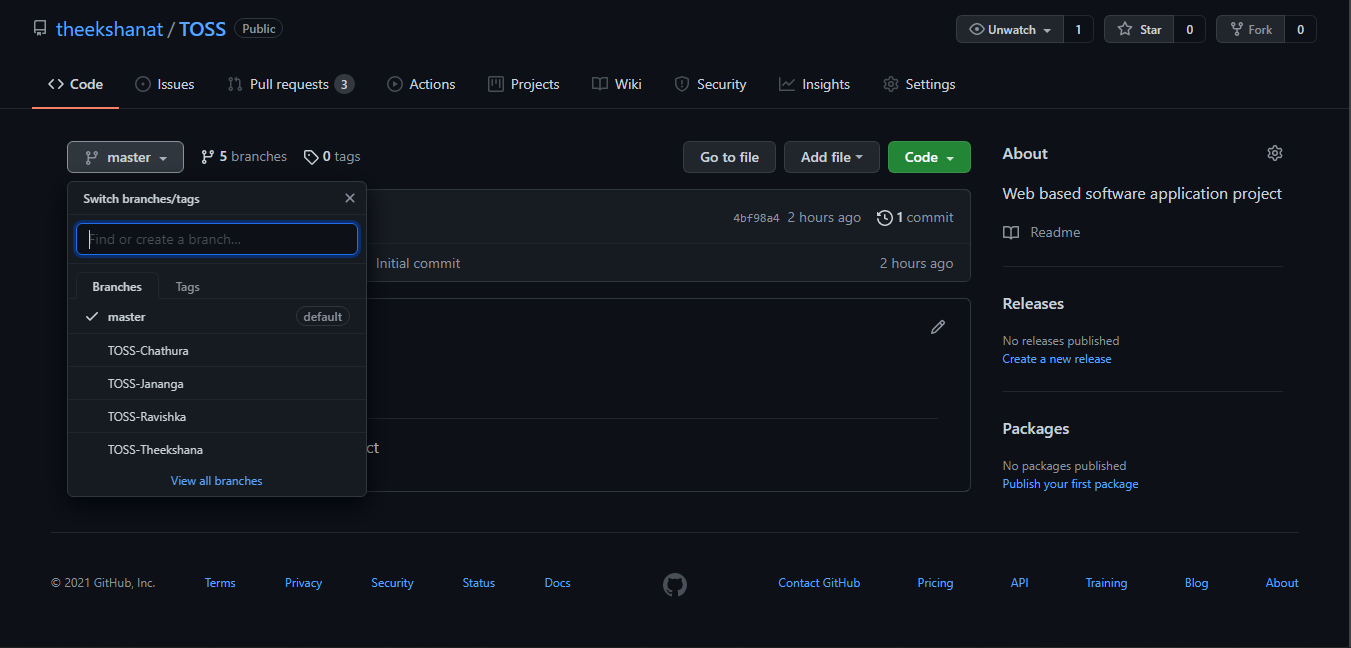 theekshanat / TOSS Public Unwatch 1 Star 0 Fork 0
Code Issues Pull requests 3 Actions Projects Wiki Security Insights Settings
master 5 branches 0 tags Go to file Add file Code
Switch branches/tags
Find or create a branch...
Branches Tags
master default
TOSS-Chathura
TOSS-Jananga
TOSS-Ravishka
TOSS-Theekshana
View all branches
4bf98a4 2 hours ago 1 commit
Initial commit 2 hours ago
ct
About
Web based software application project
Readme
Releases
No releases published
Create a new release
Packages
No packages published
Publish your first package
© 2021 GitHub, Inc. Terms Privacy Security Status Docs Contact GitHub Pricing API Training Blog About